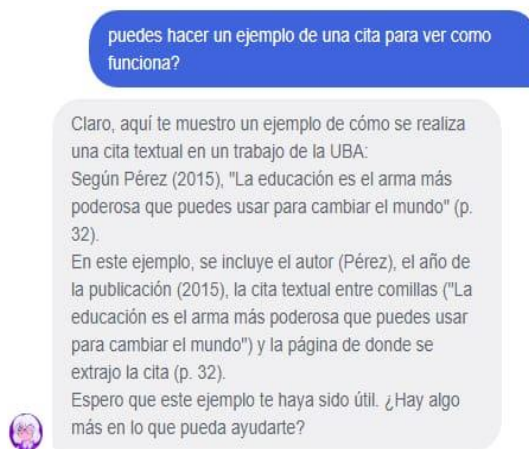 puedes hacer un ejemplo de una cita para ver como
funciona?
Claro, aquí te muestro un ejemplo de cómo se realiza
una cita textual en un trabajo de la UBA:
Según Pérez (2015), "La educación es el arma más
poderosa que puedes usar para cambiar el mundo" (p.
32).
En este ejemplo, se incluye el autor (Pérez), el año de
la publicación (2015), la cita textual entre comillas ("La
educación es el arma más poderosa que puedes usar
para cambiar el mundo") y la página de donde se
extrajo la cita (p. 32).
Espero que este ejemplo te haya sido útil. ¿Hay algo
más en lo que pueda ayudarte?